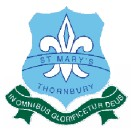 ST MARY'S
THORNBURY
IN OMNIBUS GLORIFICETUR DEUS